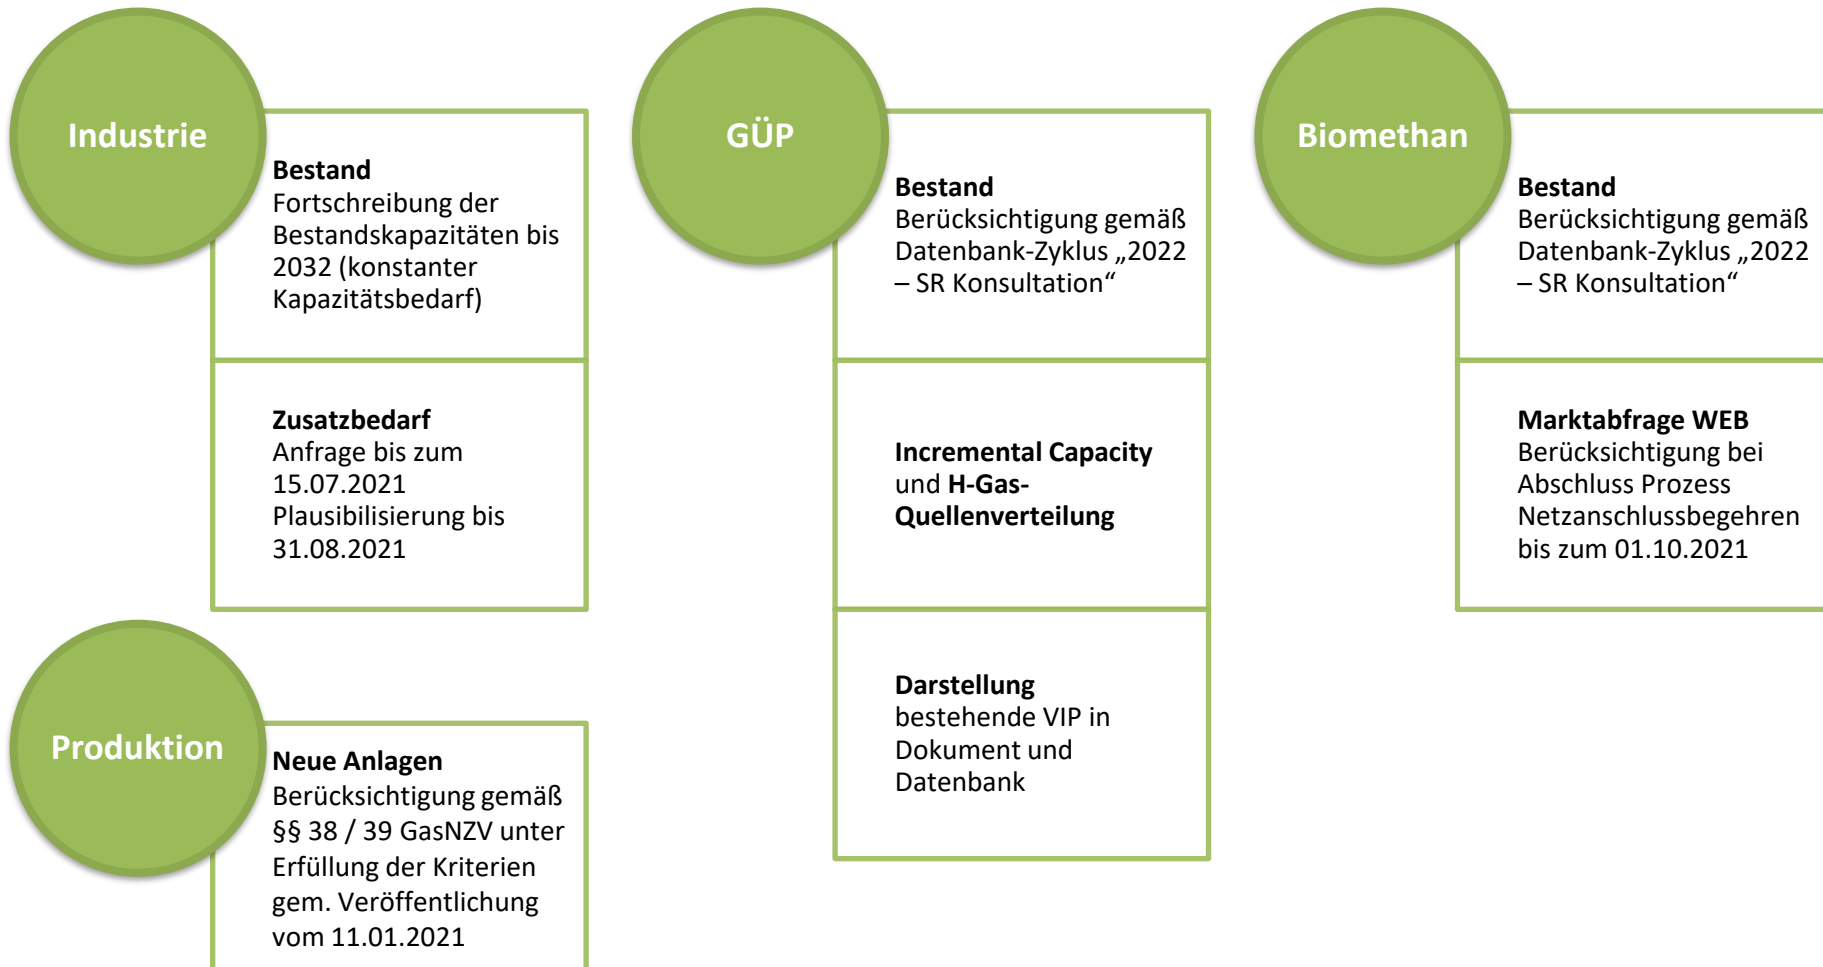 Industrie
Bestand
Fortschreibung der
Bestandskapazitäten bis
2032 (konstanter
Kapazitätsbedarf)
Zusatzbedarf
Anfrage bis zum
15.07.2021
Plausibilisierung bis
31.08.2021
Produktion
Neue Anlagen
Berücksichtigung gemäß
§§ 38 / 39 GasNZV unter
Erfüllung der Kriterien
gem. Veröffentlichung
vom 11.01.2021
GÜP
Bestand
Berücksichtigung gemäß
Datenbank-Zyklus „2022
– SR Konsultation“
Incremental Capacity
und H-Gas-
Quellenverteilung
Darstellung
bestehende VIP in
Dokument und
Datenbank
Biomethan
Bestand
Berücksichtigung gemäß
Datenbank-Zyklus „2022
– SR Konsultation“
Marktabfrage WEB
Berücksichtigung bei
Abschluss Prozess
Netzanschlussbegehren
bis zum 01.10.2021